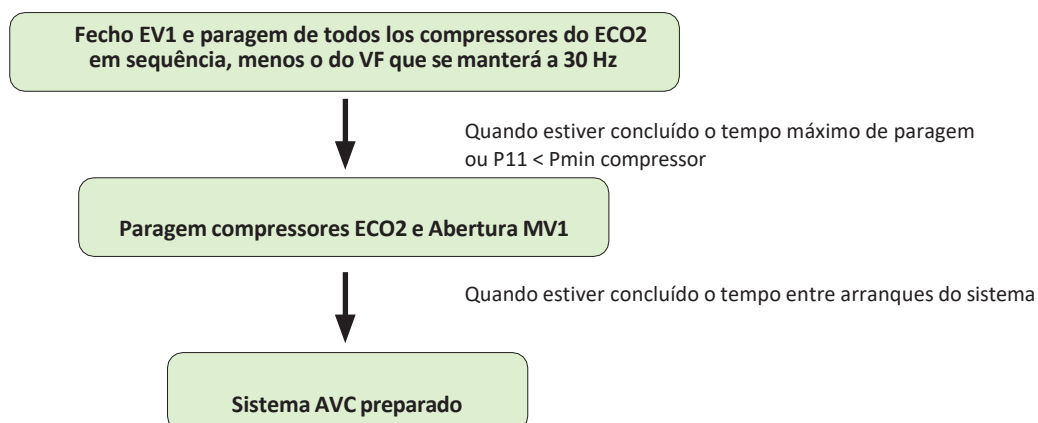 Fecho EV1 e paragem de todos los compressores do ECO2
em sequência, menos o do VF que se manterá a 30 Hz
Quando estiver concluído o tempo máximo de paragem
ou P11 < Pmin compressor
Paragem compressores ECO2 e Abertura MV1
Quando estiver concluído o tempo entre arranques do sistema
Sistema AVC preparado